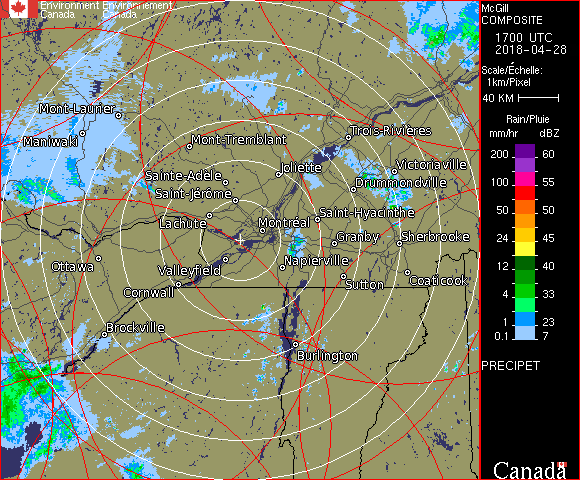 Environment Environnement
Canada Canada
McGill
COMPOSITE
1700 UTC
2018-04-28
Scale/Échelle:
1km/Pixel
40 KM
Rain/Pluie
mm/hr dBZ
200 60
100 55
50 50
24 45
12 40
4 33
1 23
0.1 7
PRECIPET
Canada
Mont-Laurier
Maniwaki
Mont-Tremblant
Trois-Rivières
Sainte-Adèle
Joliette
Victoriaville
Saint-Jérôme
Drummondville
Lachute
Montréal
Saint-Hyacinthe
Granby
Sherbrooke
Ottawa
Valleyfield
Napierville
Cornwall
Sutton
Coaticook
Brockville
Burlington